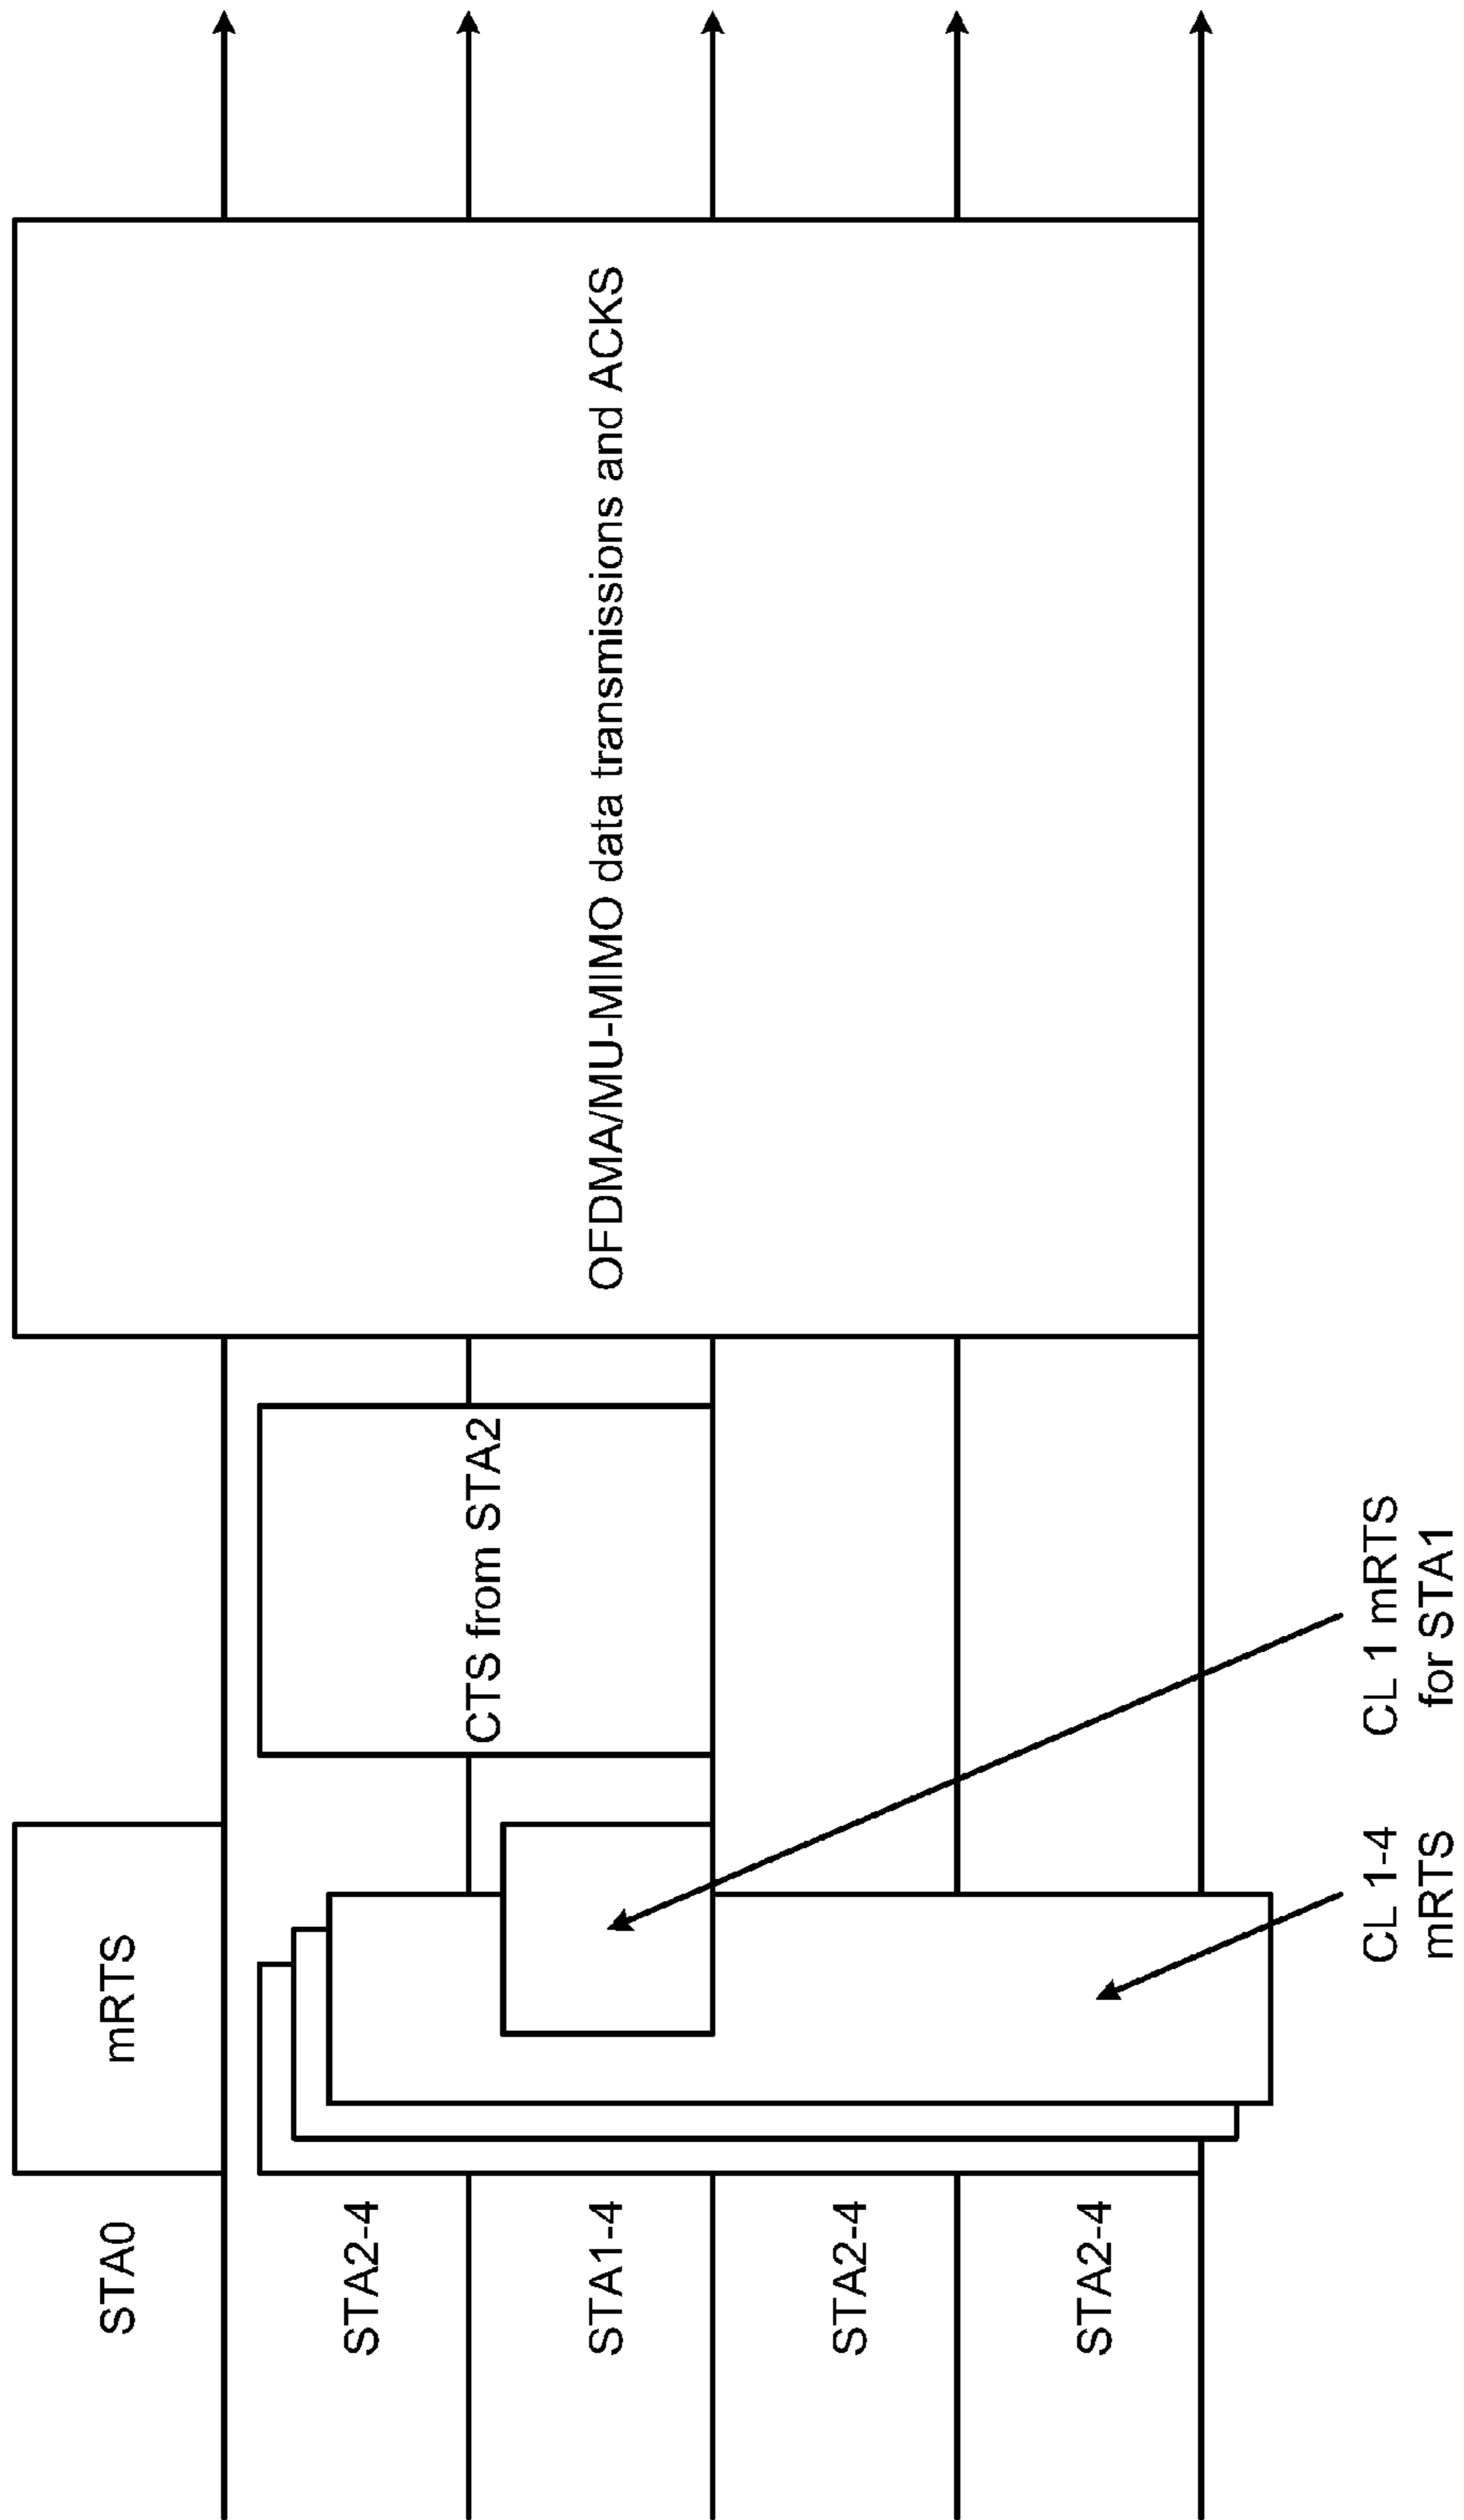 STA0
mRTS
STA2-4
CTS from STA2
STA1-4
OFDMA/MU-MIMO data transmissions and ACKS
STA2-4
STA2-4
CL 1-4
mRTS
CL 1 mRTS
for STA1